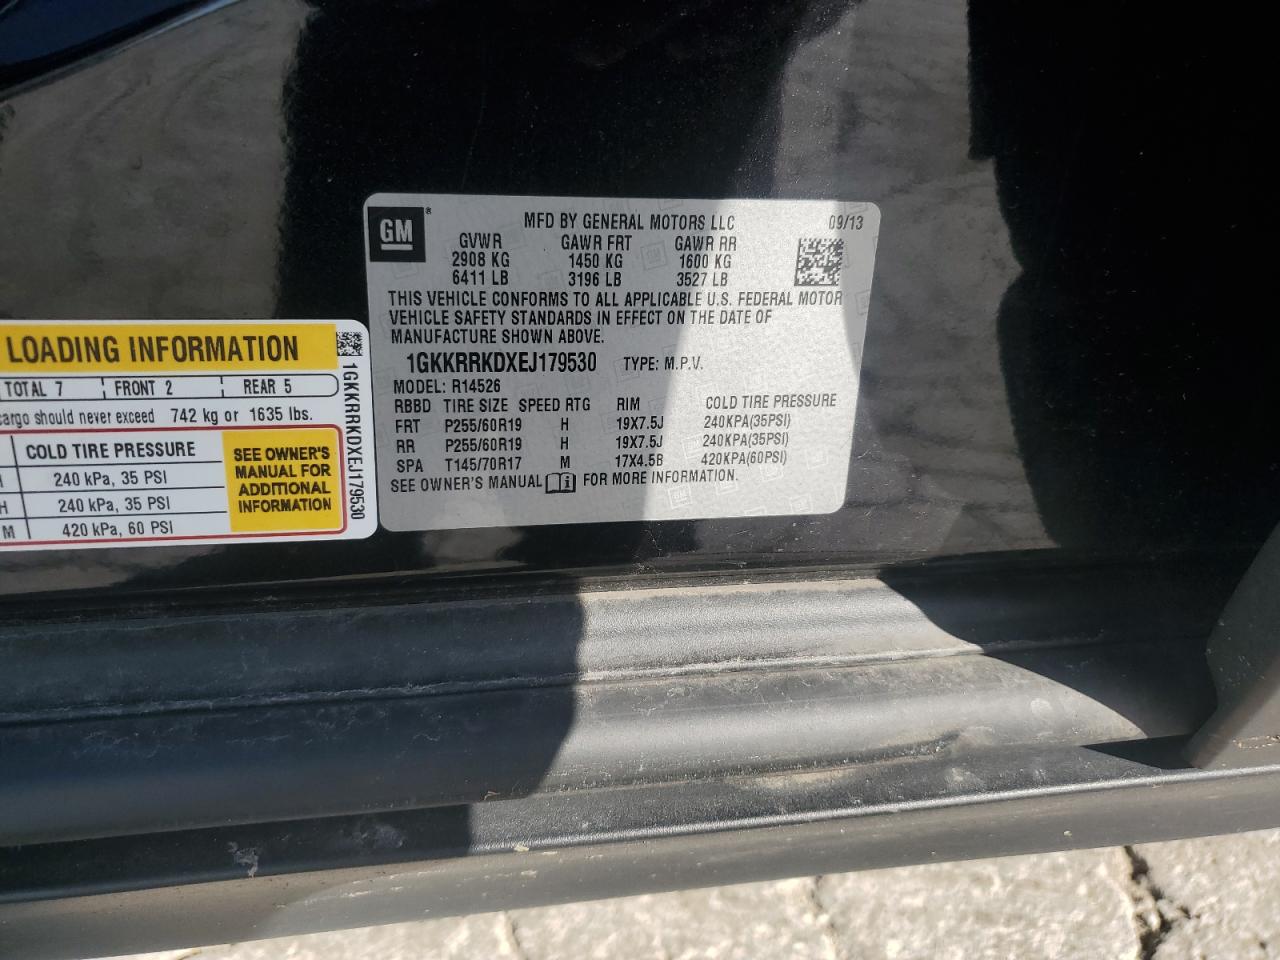 GM ®
MFD BY GENERAL MOTORS LLC 09/13
GVWR GAWR FRT GAWR RR
2908 KG 1450 KG 1600 KG
6411 LB 3196 LB 3527 LB
THIS VEHICLE CONFORMS TO ALL APPLICABLE U.S. FEDERAL MOTOR
VEHICLE SAFETY STANDARDS IN EFFECT ON THE DATE OF
MANUFACTURE SHOWN ABOVE.
1GKKRRKDXEJ179530 TYPE: M.P.V.
MODEL: R14526
RBBD TIRE SIZE SPEED RTG RIM COLD TIRE PRESSURE
FRT P255/60R19 H 19X7.5J 240KPA(35PSI)
RR P255/60R19 H 19X7.5J 240KPA(35PSI)
SPA T145/70R17 M 17X4.5B 420KPA(60PSI)
SEE OWNER'S MANUAL i FOR MORE INFORMATION.
LOADING INFORMATION
TOTAL 7 FRONT 2 REAR 5
cargo should never exceed 742 kg or 1635 lbs.
COLD TIRE PRESSURE
H 240 kPa, 35 PSI
H 240 kPa, 35 PSI
M 420 kPa, 60 PSI
SEE OWNER'S
MANUAL FOR
ADDITIONAL
INFORMATION
1GKKRRKDXEJ179530